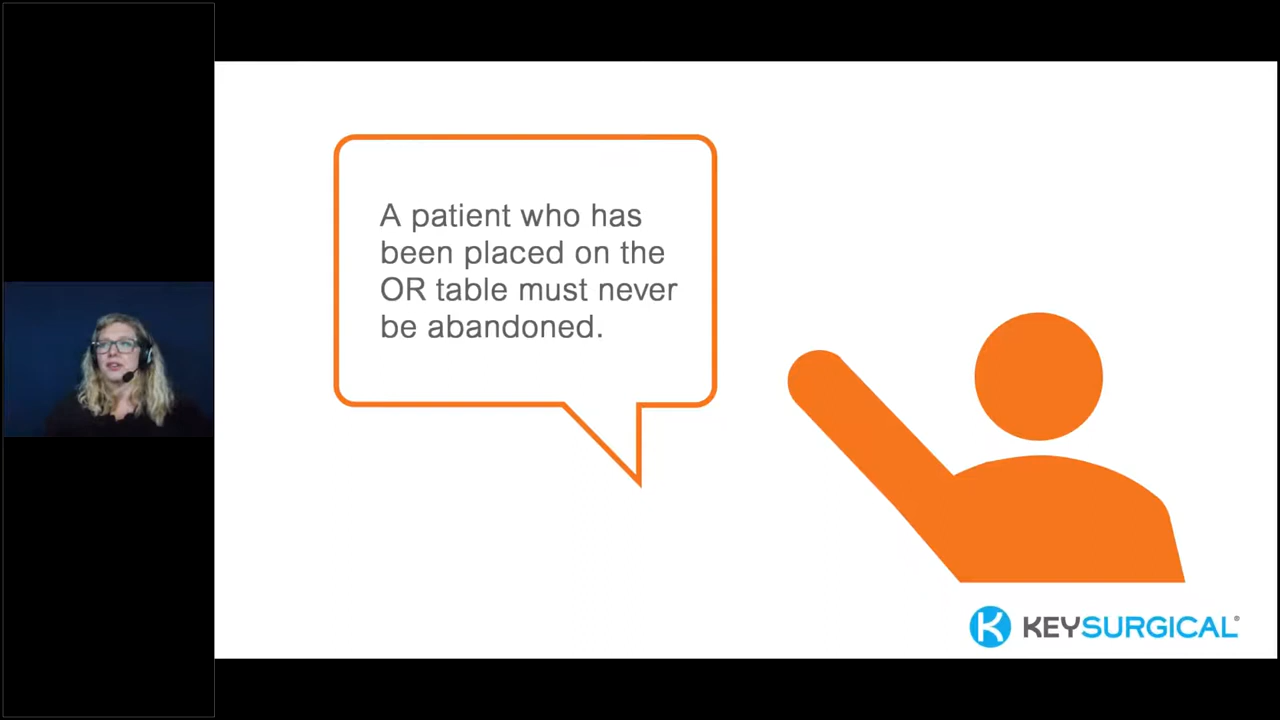 A patient who has
been placed on the
OR table must never
be abandoned.
K KEYSURGICAL®